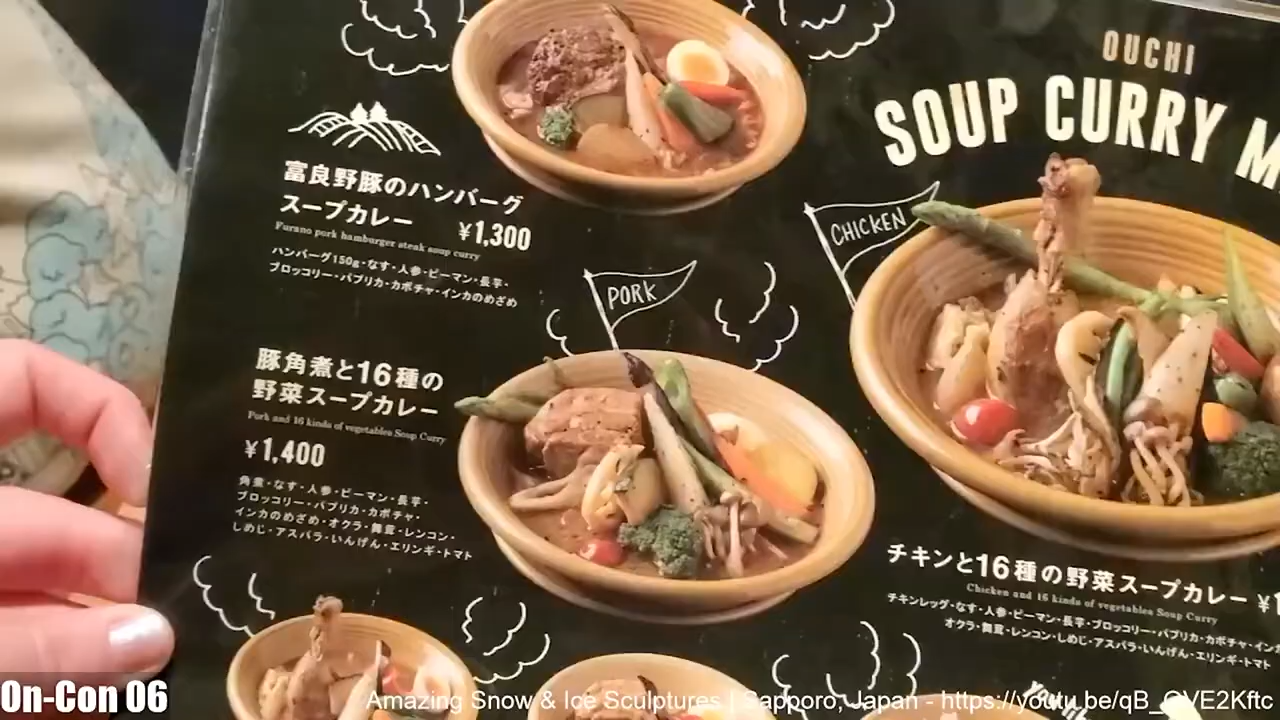 OUCHI
SOUP CURRY M
富良野豚のハンバーグ
スープカレー ¥1,300
Furano pork hamburger steak soup curry
ハンバーグ150g・なす・人参・ピーマン・長芋・
ブロッコリー・パプリカ・カボチャ・インカのめざめ
CHICKEN
PORK
豚角煮と16種の
野菜スープカレー
Pork and 16 kinds of vegetables Soup Curry
¥1,400
角煮・なす・人参・ピーマン・長芋・
ブロッコリー・パプリカ・カボチャ・
インカのめざめ・オクラ・舞茸・レンコン・
しめじ・アスパラ・いんげん・エリンギ・トマト
チキンと16種の野菜スープカレー ¥1
Chicken and 16 kinds of vegetables Soup Curry
チキンレッグ・なす・人参・ピーマン・長芋・ブロッコリー・パプリカ・カボチャ・イン
オクラ・舞茸・レンコン・しめじ・アスパラ・いんげん・エリンギ・トマト
On-Con 06
Amazing Snow & Ice Sculptures | Sapporo, Japan - https://youtu.be/qB_OVE2Kftc